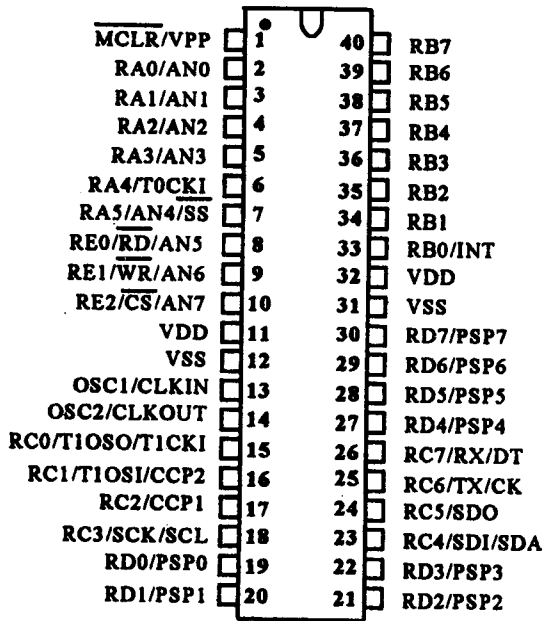 M̅C̅L̅R̅/VPP 1 40 RB7
RA0/AN0 2 39 RB6
RA1/AN1 3 38 RB5
RA2/AN2 4 37 RB4
RA3/AN3 5 36 RB3
RA4/T0CKI 6 35 RB2
RA5/AN4/S̅S̅ 7 34 RB1
RE0/R̅D̅/AN5 8 33 RB0/INT
RE1/W̅R̅/AN6 9 32 VDD
RE2/C̅S̅/AN7 10 31 VSS
VDD 11 30 RD7/PSP7
VSS 12 29 RD6/PSP6
OSC1/CLKIN 13 28 RD5/PSP5
OSC2/CLKOUT 14 27 RD4/PSP4
RC0/T1OSO/T1CKI 15 26 RC7/RX/DT
RC1/T1OSI/CCP2 16 25 RC6/TX/CK
RC2/CCP1 17 24 RC5/SDO
RC3/SCK/SCL 18 23 RC4/SDI/SDA
RD0/PSP0 19 22 RD3/PSP3
RD1/PSP1 20 21 RD2/PSP2